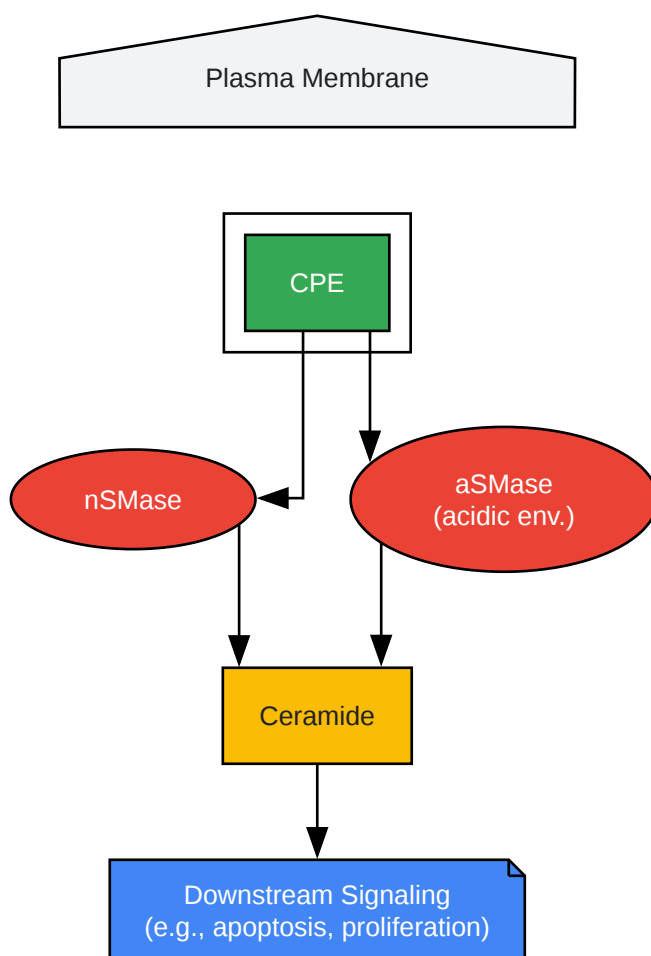 Plasma Membrane
CPE
nSMase
aSMase
(acidic env.)
Ceramide
Downstream Signaling
(e.g., apoptosis, proliferation)